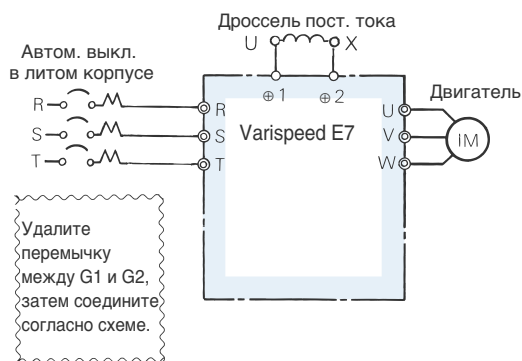 Дроссель пост. тока
U X
Автом. выкл.
в литом корпусе
⊕1 ⊕2
Двигатель
R R U
S S Varispeed E7 V IM
T T W
Удалите
перемычку
между G1 и G2,
затем соедините
согласно схеме.